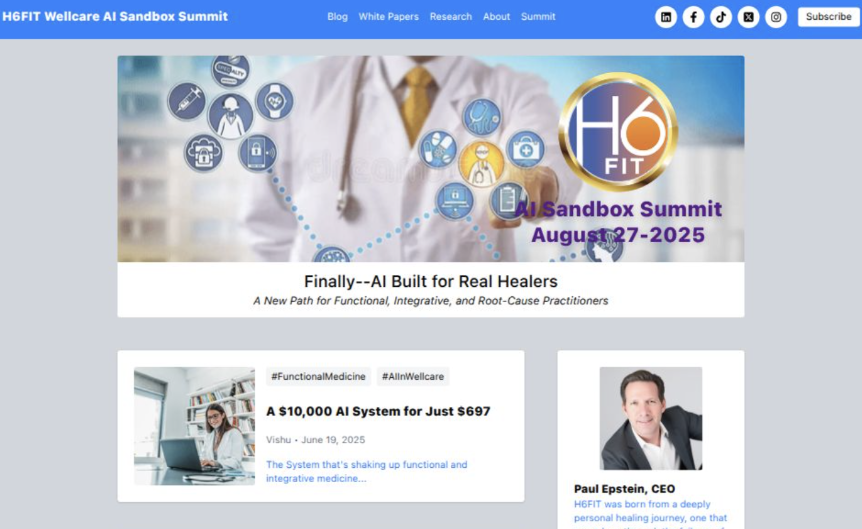 H6FIT Wellcare AI Sandbox Summit
Blog White Papers Research About Summit
Subscribe
SPECIALTY
H6
FIT
AI Sandbox Summit
August 27-2025
Finally--AI Built for Real Healers
A New Path for Functional, Integrative, and Root-Cause Practitioners
#FunctionalMedicine #AIInWellcare
A $10,000 AI System for Just $697
Vishu • June 19, 2025
The System that's shaking up functional and
integrative medicine...
Paul Epstein, CEO
H6FIT was born from a deeply
personal healing journey, one that